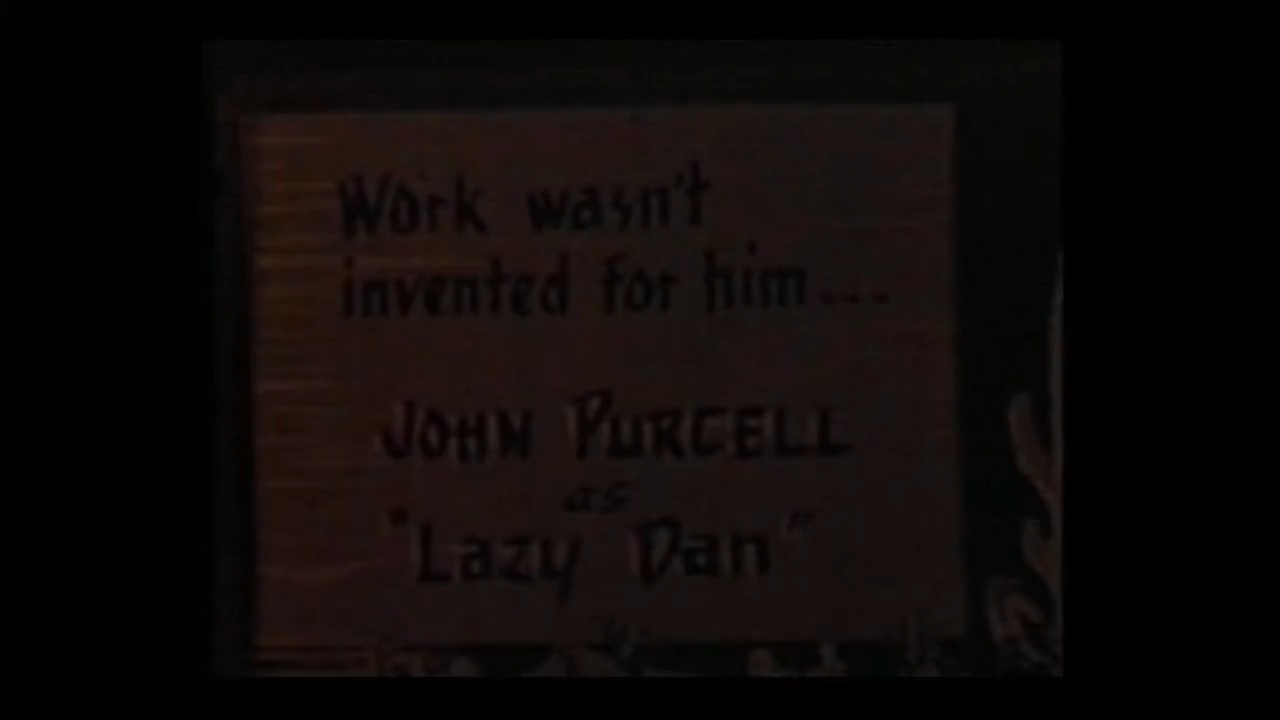 Work wasn't
invented for him...
JOHN PURCELL
as
"Lazy Dan"